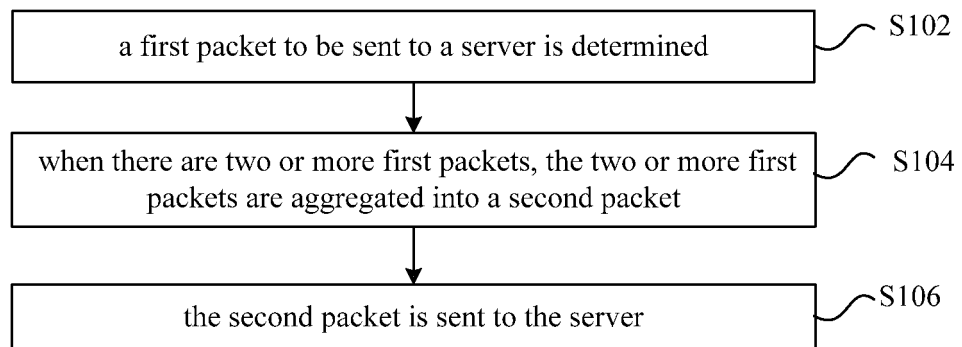 a first packet to be sent to a server is determined
S102
when there are two or more first packets, the two or more first
packets are aggregated into a second packet
S104
the second packet is sent to the server
S106